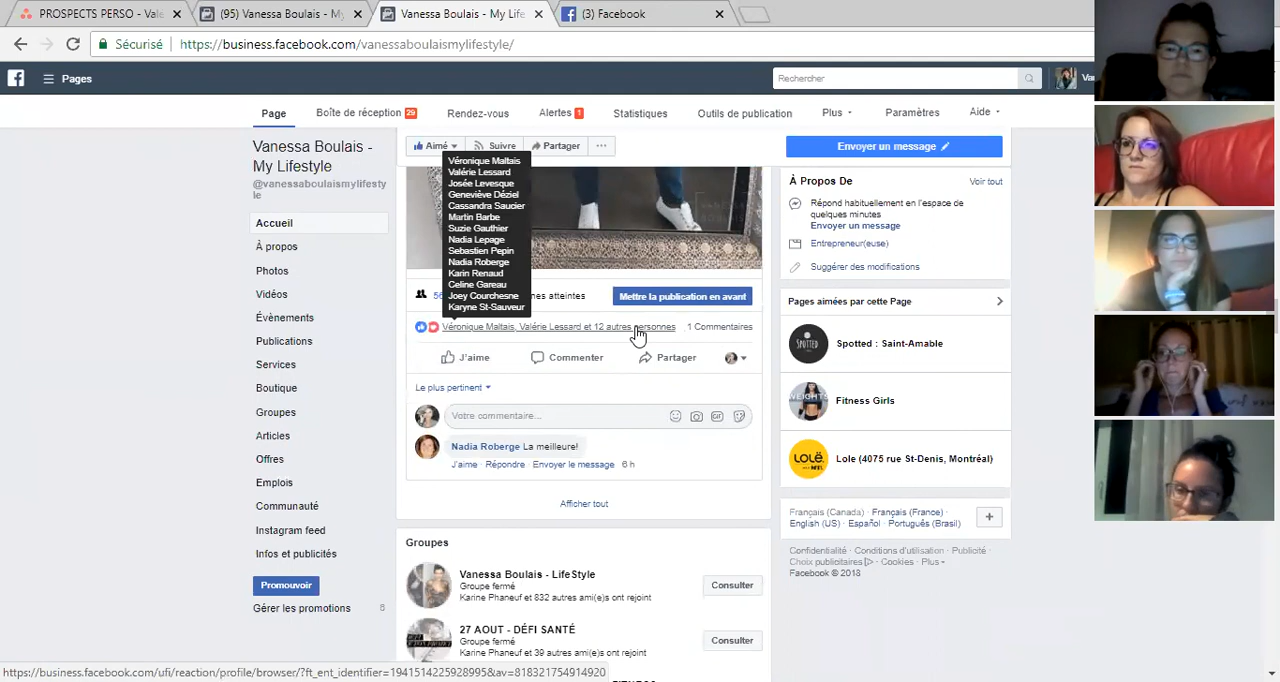 PROSPECTS PERSO - Vale
(95) Vanessa Boulais - My
Vanessa Boulais - My Life
(3) Facebook
Sécurisé
https://business.facebook.com/vanessaboulaismylifestyle/
Pages
Rechercher
Van
Page
Boîte de réception 29
Rendez-vous
Alertes 1
Statistiques
Outils de publication
Plus
Paramètres
Aide
Vanessa Boulais -
My Lifestyle
@vanessaboulaismylifesty
le
Accueil
À propos
Photos
Vidéos
Évènements
Publications
Services
Boutique
Groupes
Articles
Offres
Emplois
Communauté
Instagram feed
Infos et publicités
Promouvoir
Gérer les promotions
Aimé
Suivre
Partager
...
Véronique Maltais
Valérie Lessard
Josée Levesque
Geneviève Déziel
Cassandra Saucier
Martin Barbe
Suzie Gauthier
Nadia Lepage
Sebastien Pepin
Nadia Roberge
Karin Renaud
Celine Gareau
Joey Courchesne
Karyne St-Sauveur
nes atteintes
Mettre la publication en avant
Véronique Maltais, Valérie Lessard et 12 autres personnes
1 Commentaires
J'aime
Commenter
Partager
Le plus pertinent
Votre commentaire...
GIF
Nadia Roberge La meilleure!
J'aime · Répondre · Envoyer le message · 6 h
Afficher tout
Groupes
Vanessa Boulais - LifeStyle
Groupe fermé
Karine Phaneuf et 832 autres ami(e)s ont rejoint
Consulter
27 AOUT - DÉFI SANTÉ
Groupe fermé
Karine Phaneuf et 39 autres ami(e)s ont rejoint
Consulter
Envoyer un message
À Propos De
Voir tout
Répond habituellement en l'espace de
quelques minutes
Envoyer un message
Entrepreneur(euse)
Suggérer des modifications
Pages aimées par cette Page
SPOTTED
Spotted : Saint-Amable
WEIGHTS
Fitness Girls
LOLË
Lole (4075 rue St-Denis, Montréal)
Français (Canada) · Français (France) ·
English (US) · Español · Português (Brasil)
Confidentialité · Conditions d'utilisation · Publicité ·
Choix publicitaires · Cookies · Plus
Facebook © 2018
https://business.facebook.com/ufi/reaction/profile/browser/?ft_ent_identifier=1941514225928995&av=818321754914920